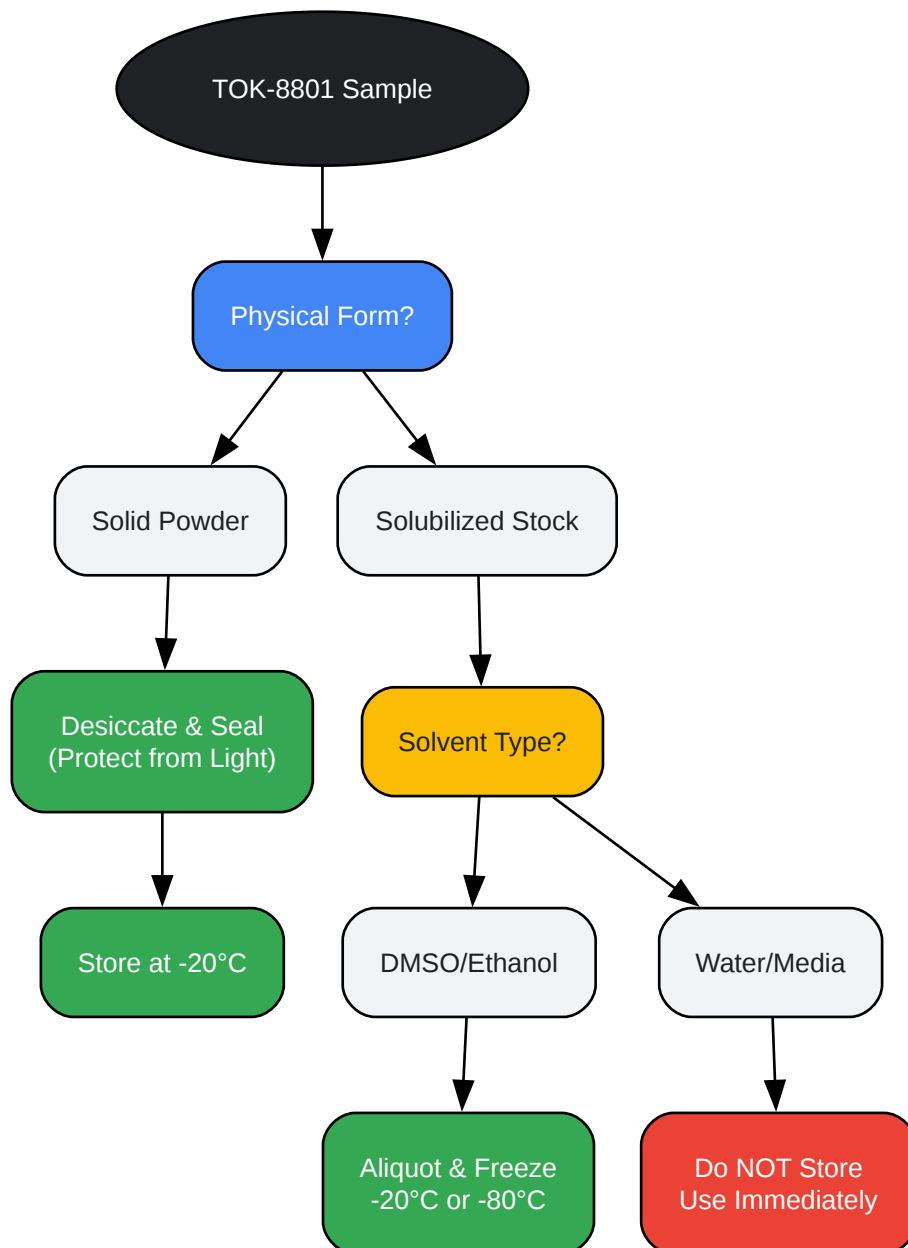 TOK-8801 Sample
Physical Form?
Solid Powder
Solubilized Stock
Desiccate & Seal
(Protect from Light)
Solvent Type?
Store at -20°C
DMSO/Ethanol
Water/Media
Aliquot & Freeze
-20°C or -80°C
Do NOT Store
Use Immediately